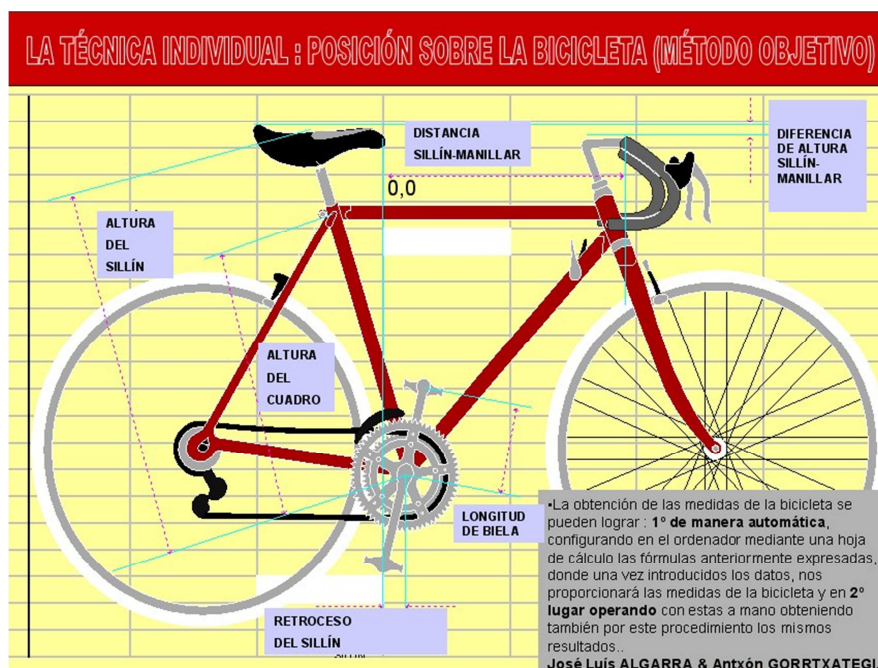 LA TÉCNICA INDIVIDUAL : POSICIÓN SOBRE LA BICICLETA (MÉTODO OBJETIVO)
DISTANCIA
SILLÍN-MANILLAR
0,0
DIFERENCIA
DE ALTURA
SILLÍN-
MANILLAR
ALTURA
DEL
SILLÍN
ALTURA
DEL
CUADRO
LONGITUD
DE BIELA
RETROCESO
DEL SILLÍN
•La obtención de las medidas de la bicicleta se
pueden lograr : 1º de manera automática,
configurando en el ordenador mediante una hoja
de cálculo las fórmulas anteriormente expresadas,
donde una vez introducidos los datos, nos
proporcionará las medidas de la bicicleta y en 2º
lugar operando con estas a mano obteniendo
también por este procedimiento los mismos
resultados..
José Luís ALGARRA & Antxón GORRTXATEGI